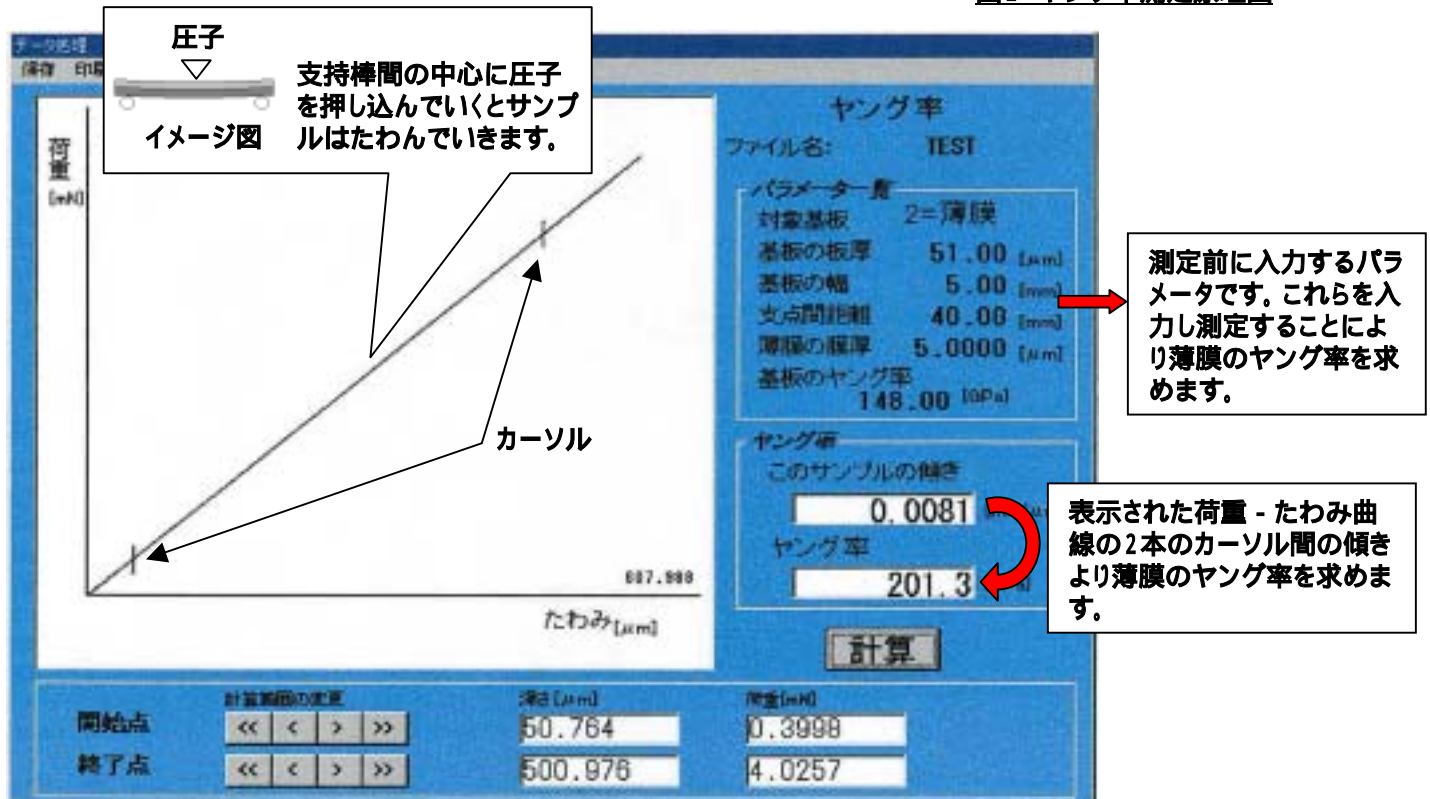 データ処理
保存
圧子
支持棒間の中心に圧子
を押し込んでいくとサンプ
ルはたわんでいきます。
イメージ図
荷重
[mN]
カーソル
607.988
たわみ[μm]
ヤング率
ファイル名: TEST
パラメータ一覧
対象基板 2=薄膜
基板の板厚 51.00 [μm]
基板の幅 5.00 [mm]
支点間距離 40.00 [mm]
薄膜の膜厚 5.0000 [μm]
基板のヤング率
148.00 [GPa]
測定前に入力するパラ
メータです。これらを入
力し測定することによ
り薄膜のヤング率を求
めます。
ヤング率
このサンプルの傾き
0.0081
ヤング率
201.3
表示された荷重-たわみ曲
線の2本のカーソル間の傾き
より薄膜のヤング率を求めま
す。
計算
計算範囲の変更 深さ[μm] 荷重[mN]
開始点 << < > >> 50.764 0.3998
終了点 << < > >> 500.976 4.0257